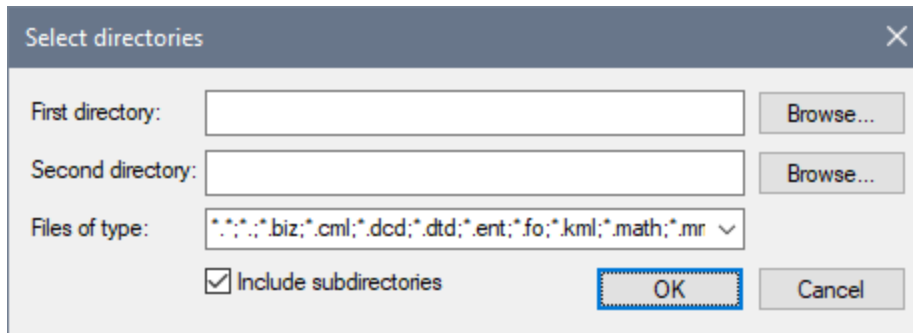 Select directories
First directory:
Browse...
Second directory:
Browse...
Files of type:
*.*;*.;*.biz;*.cml;*.dcd;*.dtd;*.ent;*.fo;*.kml;*.math;*.mr
Include subdirectories
OK
Cancel